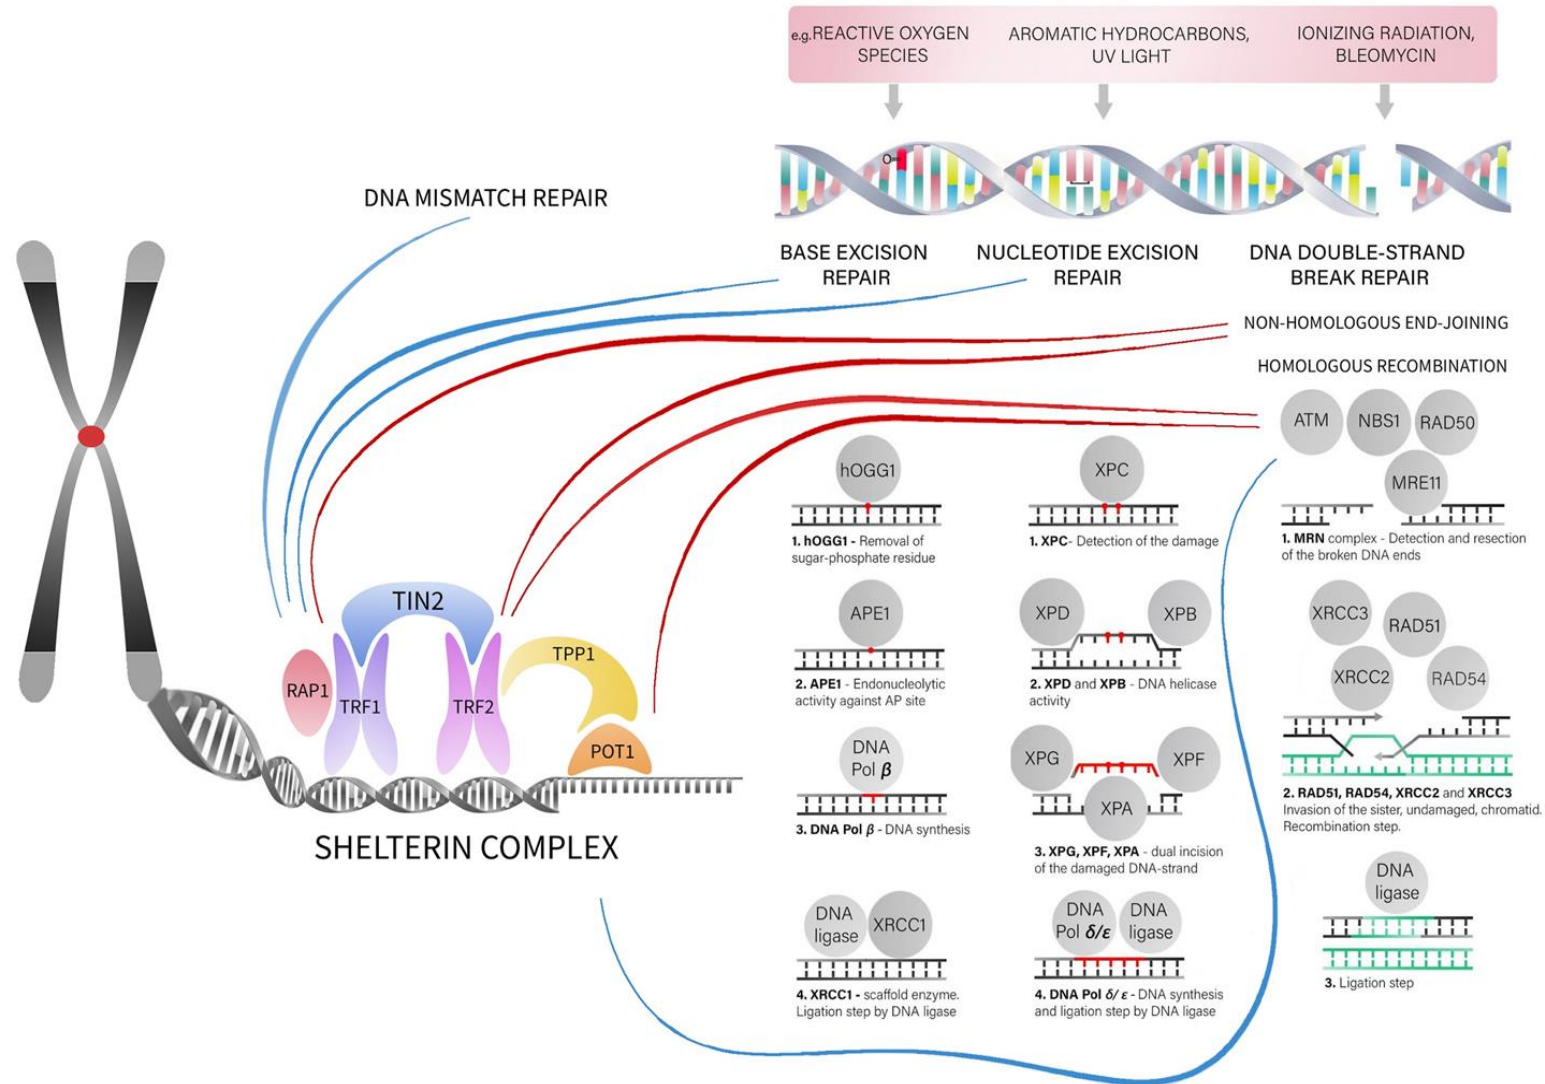 e.g.REACTIVE OXYGEN
SPECIES
AROMATIC HYDROCARBONS,
UV LIGHT
IONIZING RADIATION,
BLEOMYCIN
O
DNA MISMATCH REPAIR
BASE EXCISION
REPAIR
NUCLEOTIDE EXCISION
REPAIR
DNA DOUBLE-STRAND
BREAK REPAIR
NON-HOMOLOGOUS END-JOINING
HOMOLOGOUS RECOMBINATION
TIN2
RAP1
TRF1
TRF2
TPP1
POT1
SHELTERIN COMPLEX
hOGG1
1. hOGG1 - Removal of
sugar-phosphate residue
APE1
2. APE1 - Endonucleolytic
activity against AP site
DNA
Pol β
3. DNA Pol β - DNA synthesis
DNA
ligase
XRCC1
4. XRCC1 - scaffold enzyme.
Ligation step by DNA ligase
XPC
1. XPC- Detection of the damage
XPD
XPB
2. XPD and XPB - DNA helicase
activity
XPG
XPF
XPA
3. XPG, XPF, XPA - dual incision
of the damaged DNA-strand
DNA
Pol δ/ε
DNA
ligase
4. DNA Pol δ/ ε - DNA synthesis
and ligation step by DNA ligase
ATM
NBS1
RAD50
MRE11
1. MRN complex - Detection and resection
of the broken DNA ends
XRCC3
RAD51
XRCC2
RAD54
2. RAD51, RAD54, XRCC2 and XRCC3
Invasion of the sister, undamaged, chromatid.
Recombination step.
DNA
ligase
3. Ligation step